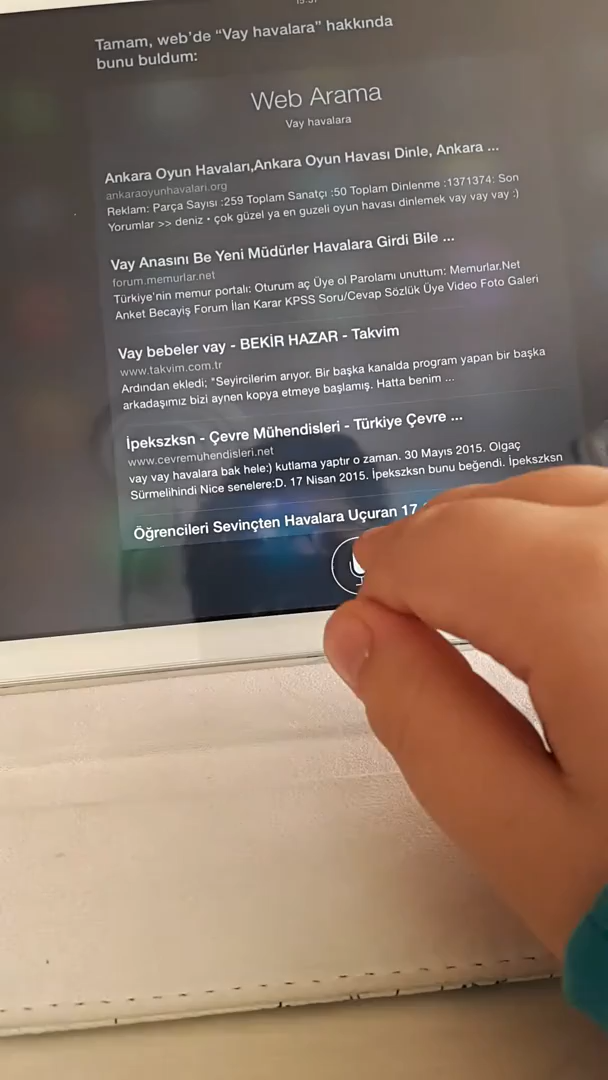 Tamam, web'de “Vay havalara” hakkında
bunu buldum:
Web Arama
Vay havalara
Ankara Oyun Havaları,Ankara Oyun Havası Dinle, Ankara ...
ankaraoyunhavalari.org
Reklam: Parça Sayısı :259 Toplam Sanatçı :50 Toplam Dinlenme :1371374: Son
Yorumlar >> deniz • çok güzel ya en guzeli oyun havası dinlemek vay vay vay :)
Vay Anasını Be Yeni Müdürler Havalara Girdi Bile ...
forum.memurlar.net
Türkiye'nin memur portalı: Oturum aç Üye ol Parolamı unuttum: Memurlar.Net
Anket Becayiş Forum İlan Karar KPSS Soru/Cevap Sözlük Üye Video Foto Galeri
Vay bebeler vay - BEKİR HAZAR - Takvim
www.takvim.com.tr
Ardından ekledi; "Seyircilerim arıyor. Bir başka kanalda program yapan bir başka
arkadaşımız bizi aynen kopya etmeye başlamış. Hatta benim ...
İpekszksn - Çevre Mühendisleri - Türkiye Çevre ...
www.cevremuhendisleri.net
vay vay havalara bak hele:) kutlama yaptır o zaman. 30 Mayıs 2015. Olgaç
Sürmelihindi Nice senelere:D. 17 Nisan 2015. İpekszksn bunu beğendi. İpekszksn
Öğrencileri Sevinçten Havalara Uçuran 17